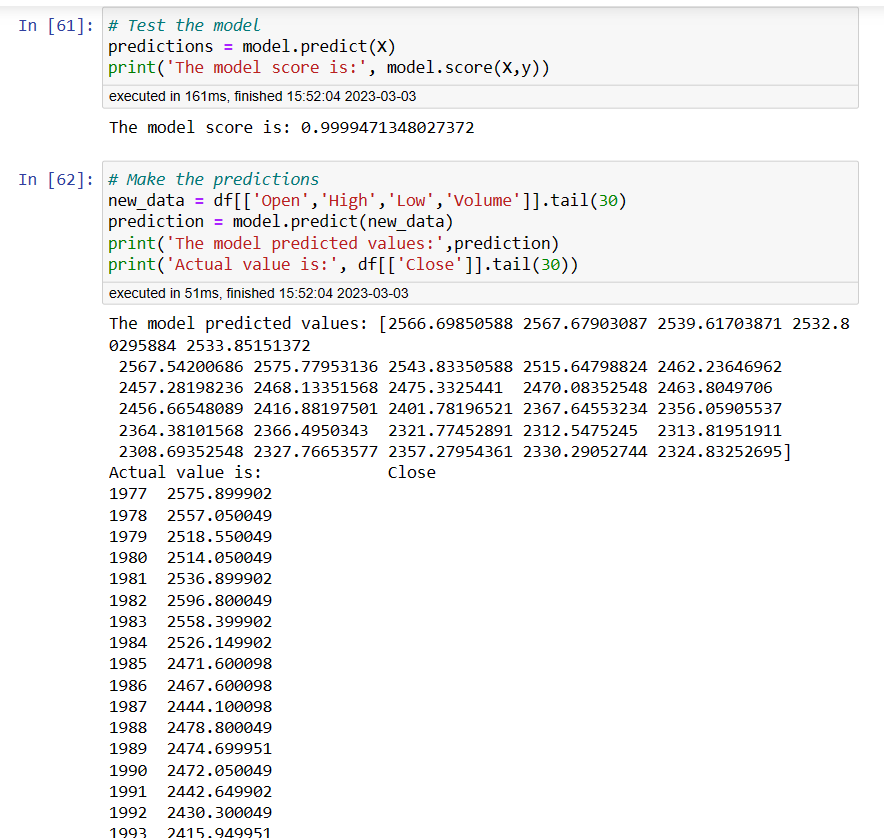 In [61]: # Test the model
predictions = model.predict(X)
print('The model score is:', model.score(X,y))
executed in 161ms, finished 15:52:04 2023-03-03
The model score is: 0.9999471348027372
In [62]: # Make the predictions
new_data = df[['Open','High','Low','Volume']].tail(30)
prediction = model.predict(new_data)
print('The model predicted values:',prediction)
print('Actual value is:', df[['Close']].tail(30))
executed in 51ms, finished 15:52:04 2023-03-03
The model predicted values: [2566.69850588 2567.67903087 2539.61703871 2532.8
0295884 2533.85151372
2567.54200686 2575.77953136 2543.83350588 2515.64798824 2462.23646962
2457.28198236 2468.13351568 2475.3325441 2470.08352548 2463.8049706
2456.66548089 2416.88197501 2401.78196521 2367.64553234 2356.05905537
2364.38101568 2366.4950343 2321.77452891 2312.5475245 2313.81951911
2308.69352548 2327.76653577 2357.27954361 2330.29052744 2324.83252695]
Actual value is: Close
1977 2575.899902
1978 2557.050049
1979 2518.550049
1980 2514.050049
1981 2536.899902
1982 2596.800049
1983 2558.399902
1984 2526.149902
1985 2471.600098
1986 2467.600098
1987 2444.100098
1988 2478.800049
1989 2474.699951
1990 2472.050049
1991 2442.649902
1992 2430.300049
1993 2415.949951